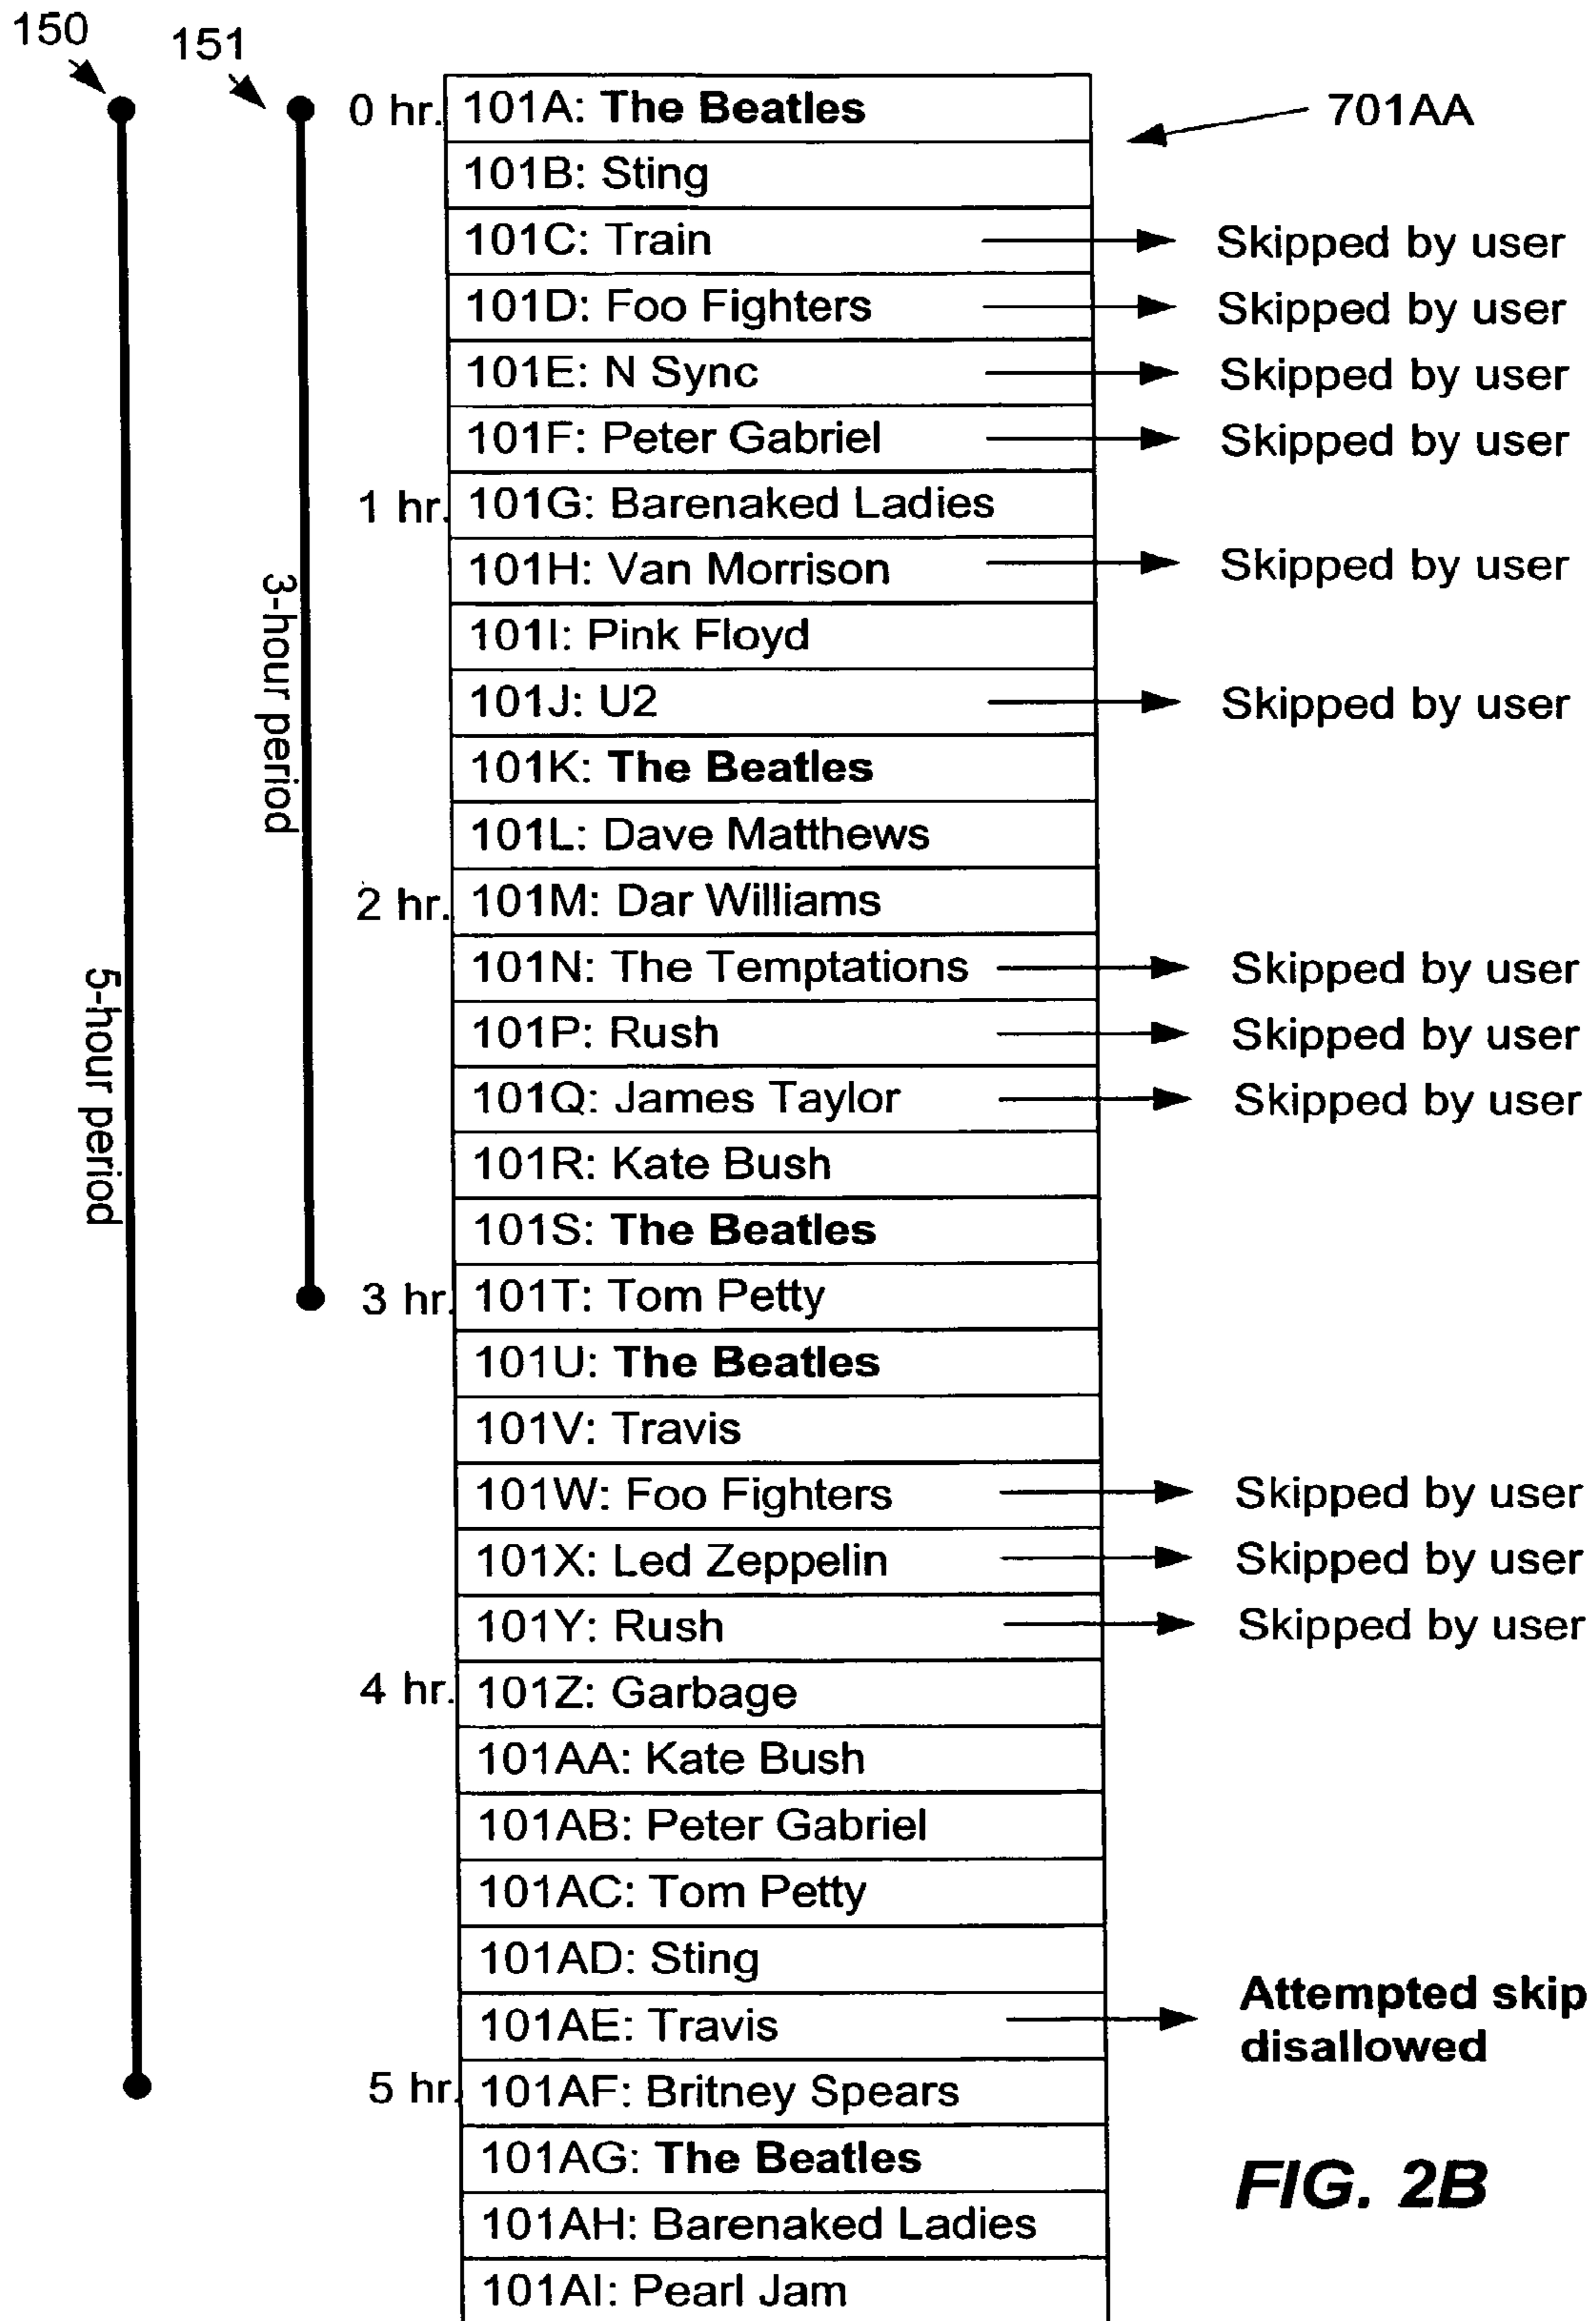 150
151
0 hr.
101A: The Beatles
701AA
101B: Sting
101C: Train
Skipped by user
101D: Foo Fighters
Skipped by user
101E: N Sync
Skipped by user
101F: Peter Gabriel
Skipped by user
1 hr.
101G: Barenaked Ladies
101H: Van Morrison
Skipped by user
3-hour period
101I: Pink Floyd
101J: U2
Skipped by user
101K: The Beatles
101L: Dave Matthews
2 hr.
101M: Dar Williams
101N: The Temptations
Skipped by user
5-hour period
101P: Rush
Skipped by user
101Q: James Taylor
Skipped by user
101R: Kate Bush
101S: The Beatles
3 hr.
101T: Tom Petty
101U: The Beatles
101V: Travis
101W: Foo Fighters
Skipped by user
101X: Led Zeppelin
Skipped by user
101Y: Rush
Skipped by user
4 hr.
101Z: Garbage
101AA: Kate Bush
101AB: Peter Gabriel
101AC: Tom Petty
101AD: Sting
101AE: Travis
Attempted skip
disallowed
5 hr.
101AF: Britney Spears
101AG: The Beatles
FIG. 2B
101AH: Barenaked Ladies
101AI: Pearl Jam